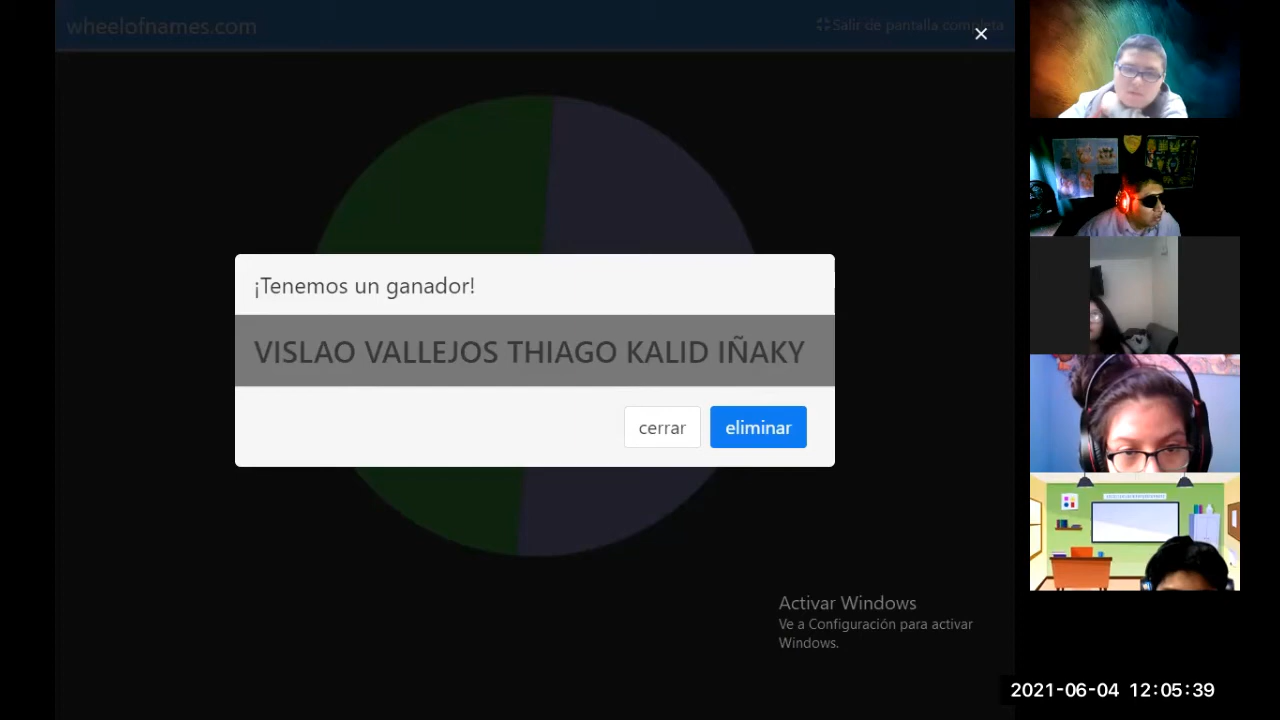 wheelofnames.com
Salir de pantalla completa
¡Tenemos un ganador!
VISLAO VALLEJOS THIAGO KALID IÑAKY
cerrar
eliminar
Activar Windows
Ve a Configuración para activar
Windows.
2021-06-04 12:05:39